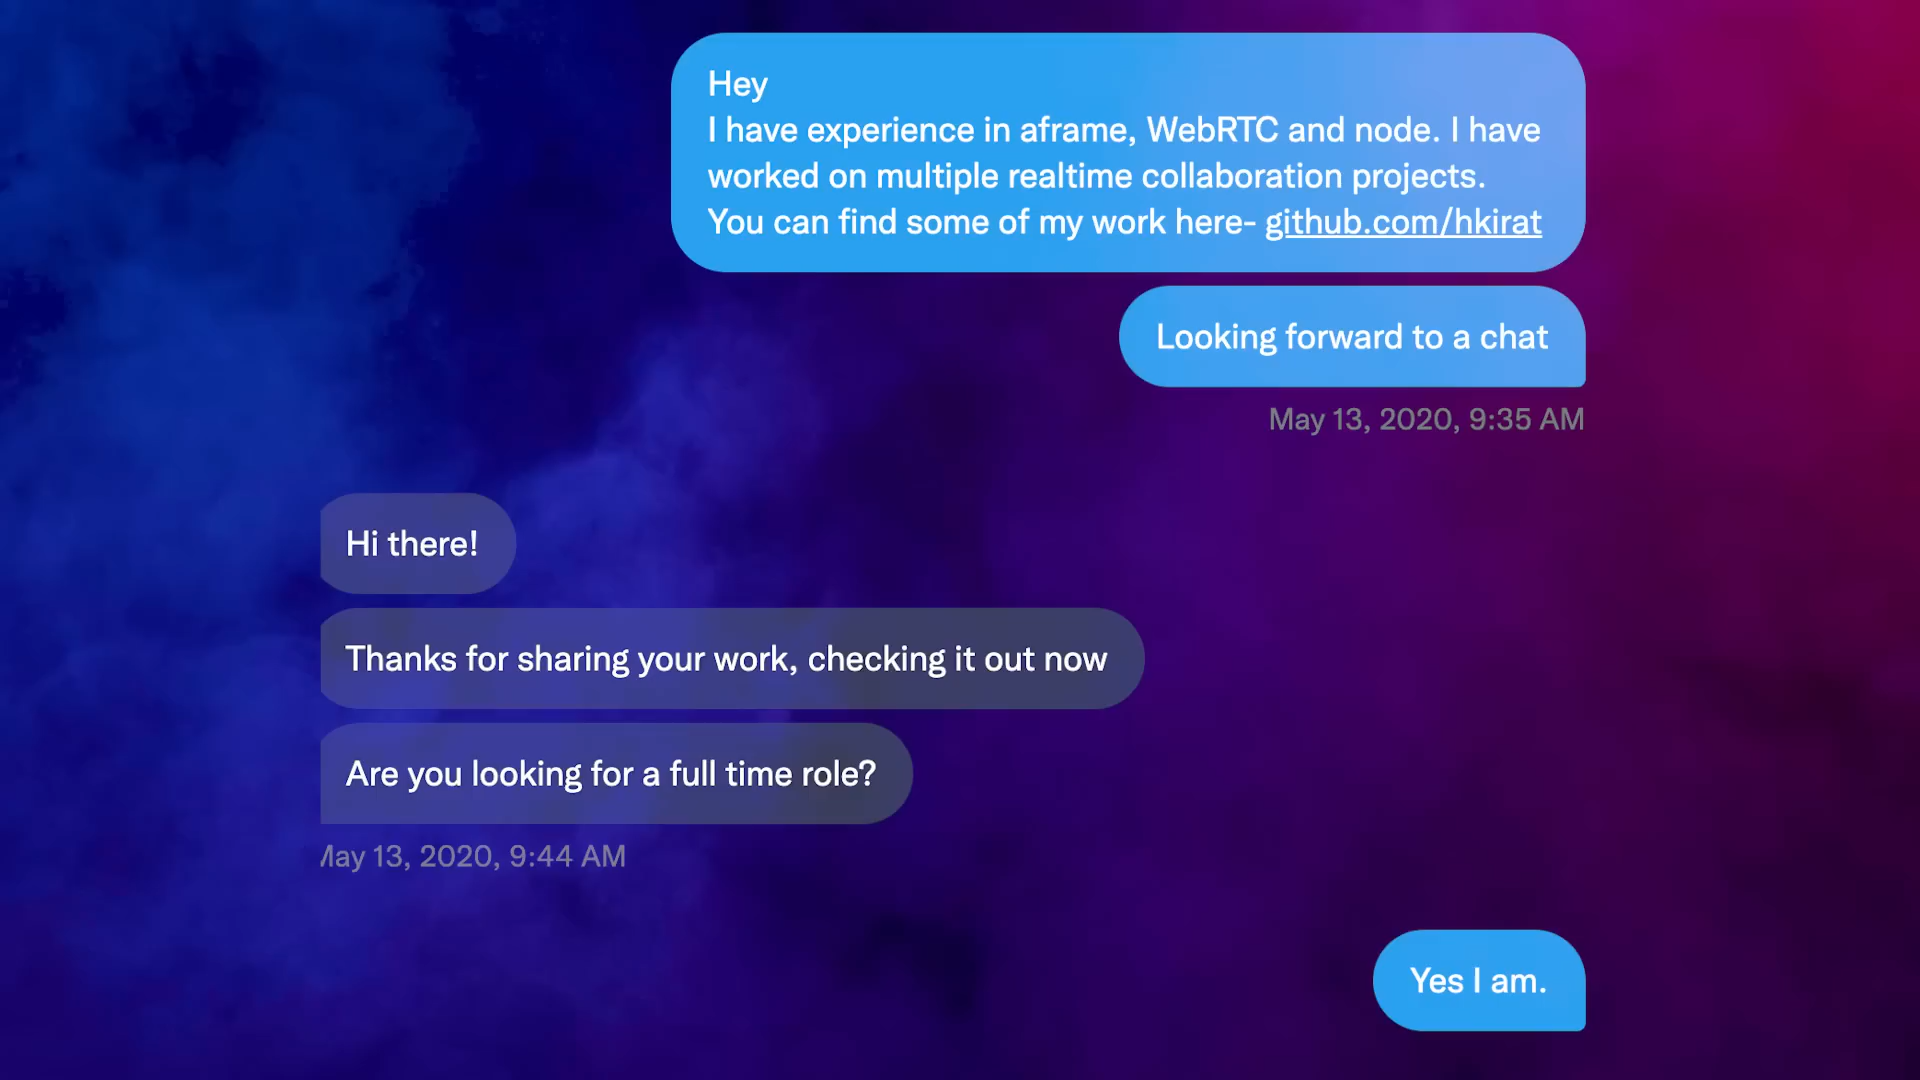 Hey
I have experience in aframe, WebRTC and node. I have
worked on multiple realtime collaboration projects.
You can find some of my work here- github.com/hkirat
Looking forward to a chat
May 13, 2020, 9:35 AM
Hi there!
Thanks for sharing your work, checking it out now
Are you looking for a full time role?
May 13, 2020, 9:44 AM
Yes I am.